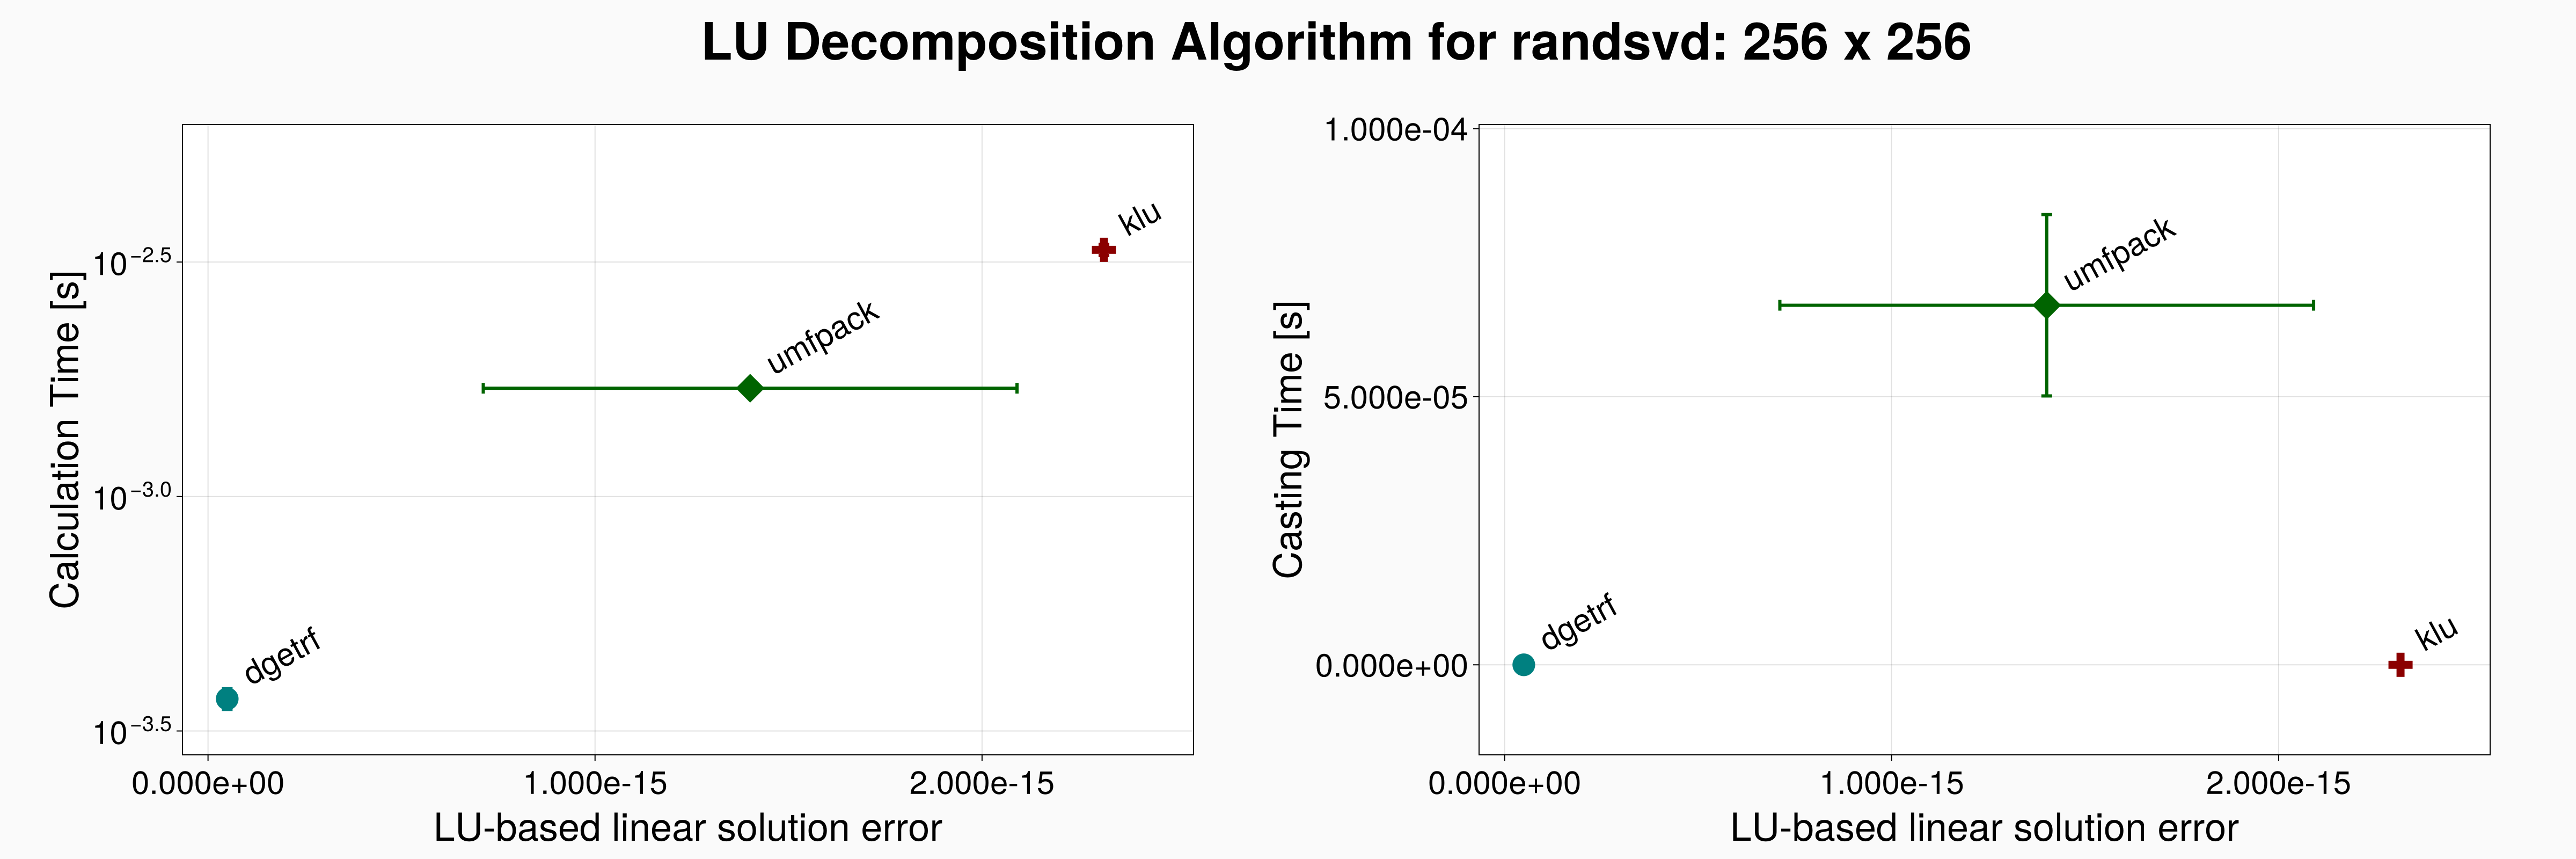 LU Decomposition Algorithm for randsvd: 256 x 256
Calculation Time [s]
10−2.5
10−3.0
10−3.5
klu
umfpack
dgetrf
0.000e+00 1.000e-15 2.000e-15
LU-based linear solution error
Casting Time [s]
1.000e-04
5.000e-05
0.000e+00
umfpack
dgetrf
klu
0.000e+00 1.000e-15 2.000e-15
LU-based linear solution error